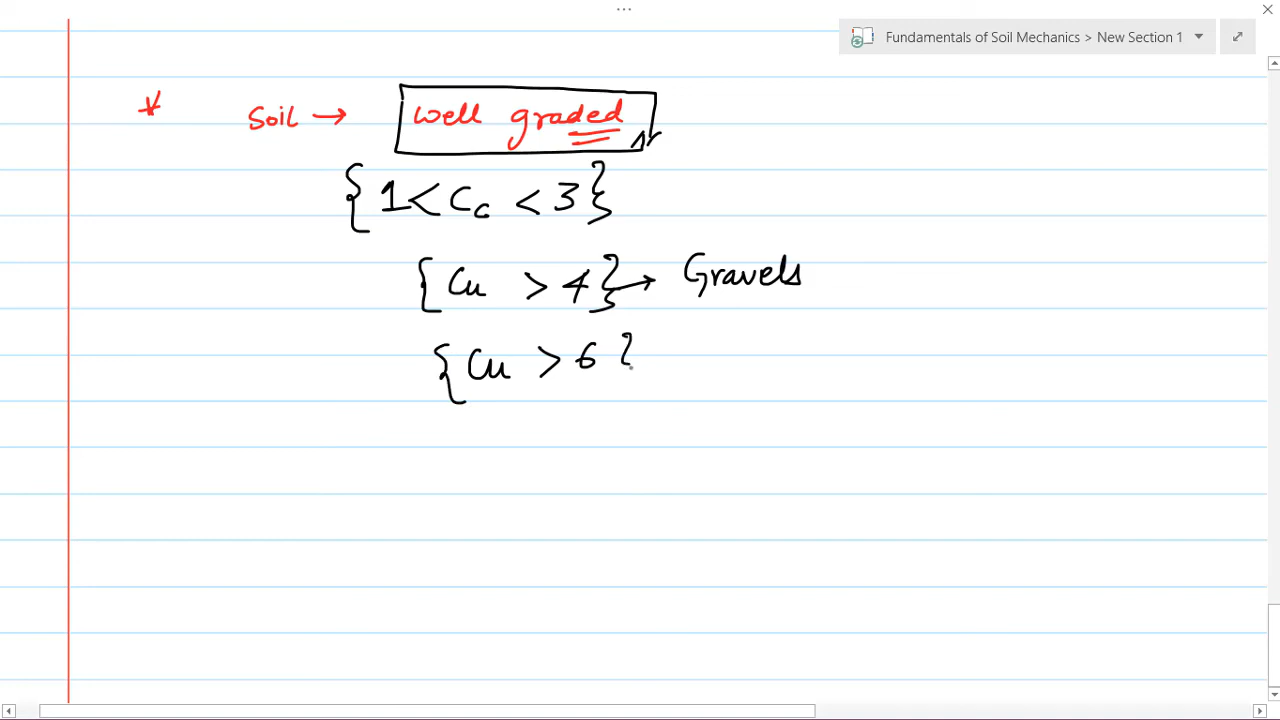 Fundamentals of Soil Mechanics > New Section 1
* Soil → well graded
{ 1 < Cc < 3 }
{ Cu > 4 } → Gravels
{ Cu > 6 }